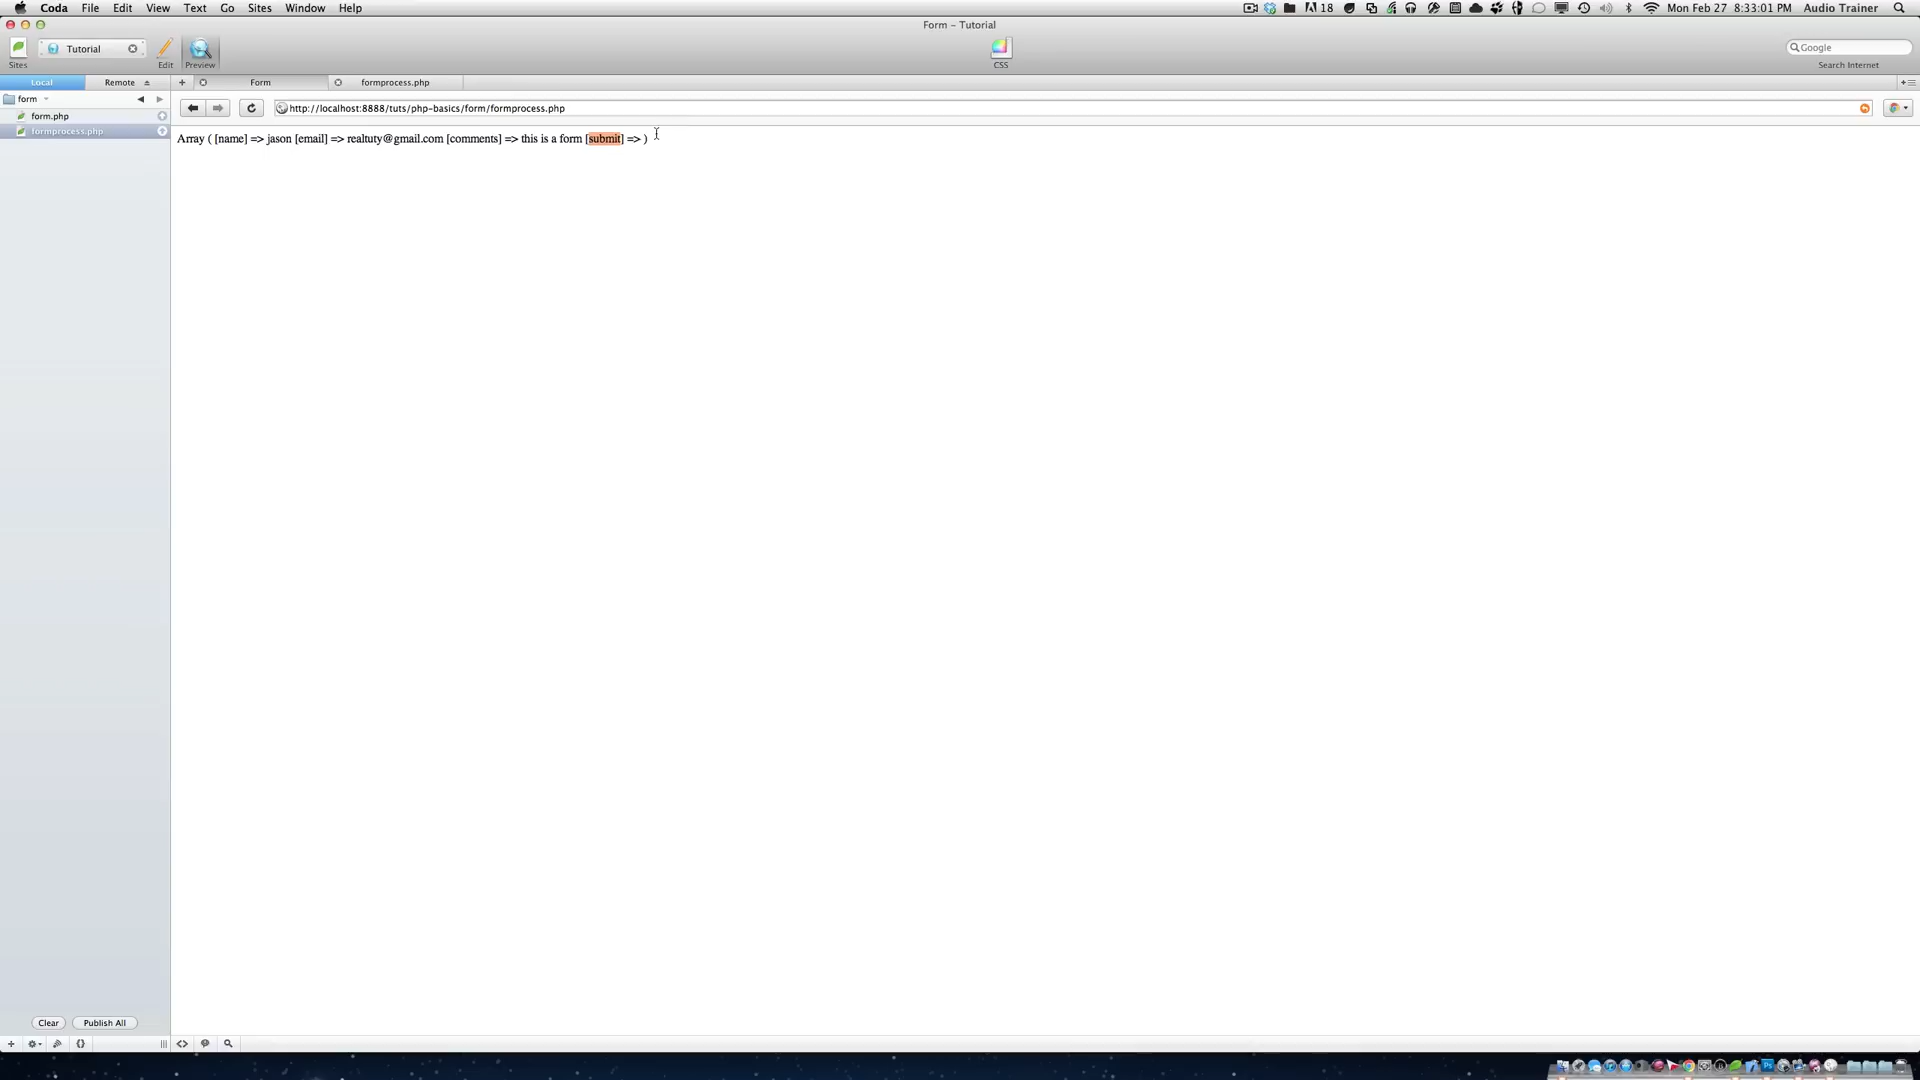 Coda File Edit View Text Go Sites Window Help 18 Mon Feb 27 8:33:01 PM Audio Trainer
Form – Tutorial
Tutorial
Google
Sites Edit Preview CSS Search Internet
Local Remote + Form formprocess.php
form
http://localhost:8888/tuts/php-basics/form/formprocess.php
form.php
formprocess.php
Array ( [name] => jason [email] => realtuty@gmail.com [comments] => this is a form [submit] => )
Clear Publish All